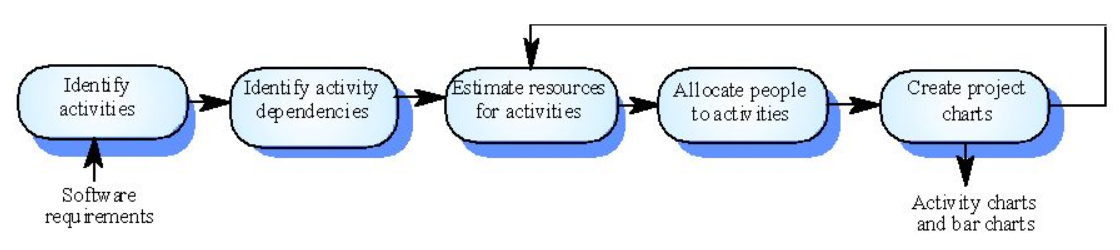 Identify
activities
Identify activity
dependencies
Estimate resources
for activities
Allocate people
to activities
Create project
charts
Software
requirements
Activity charts
and bar charts